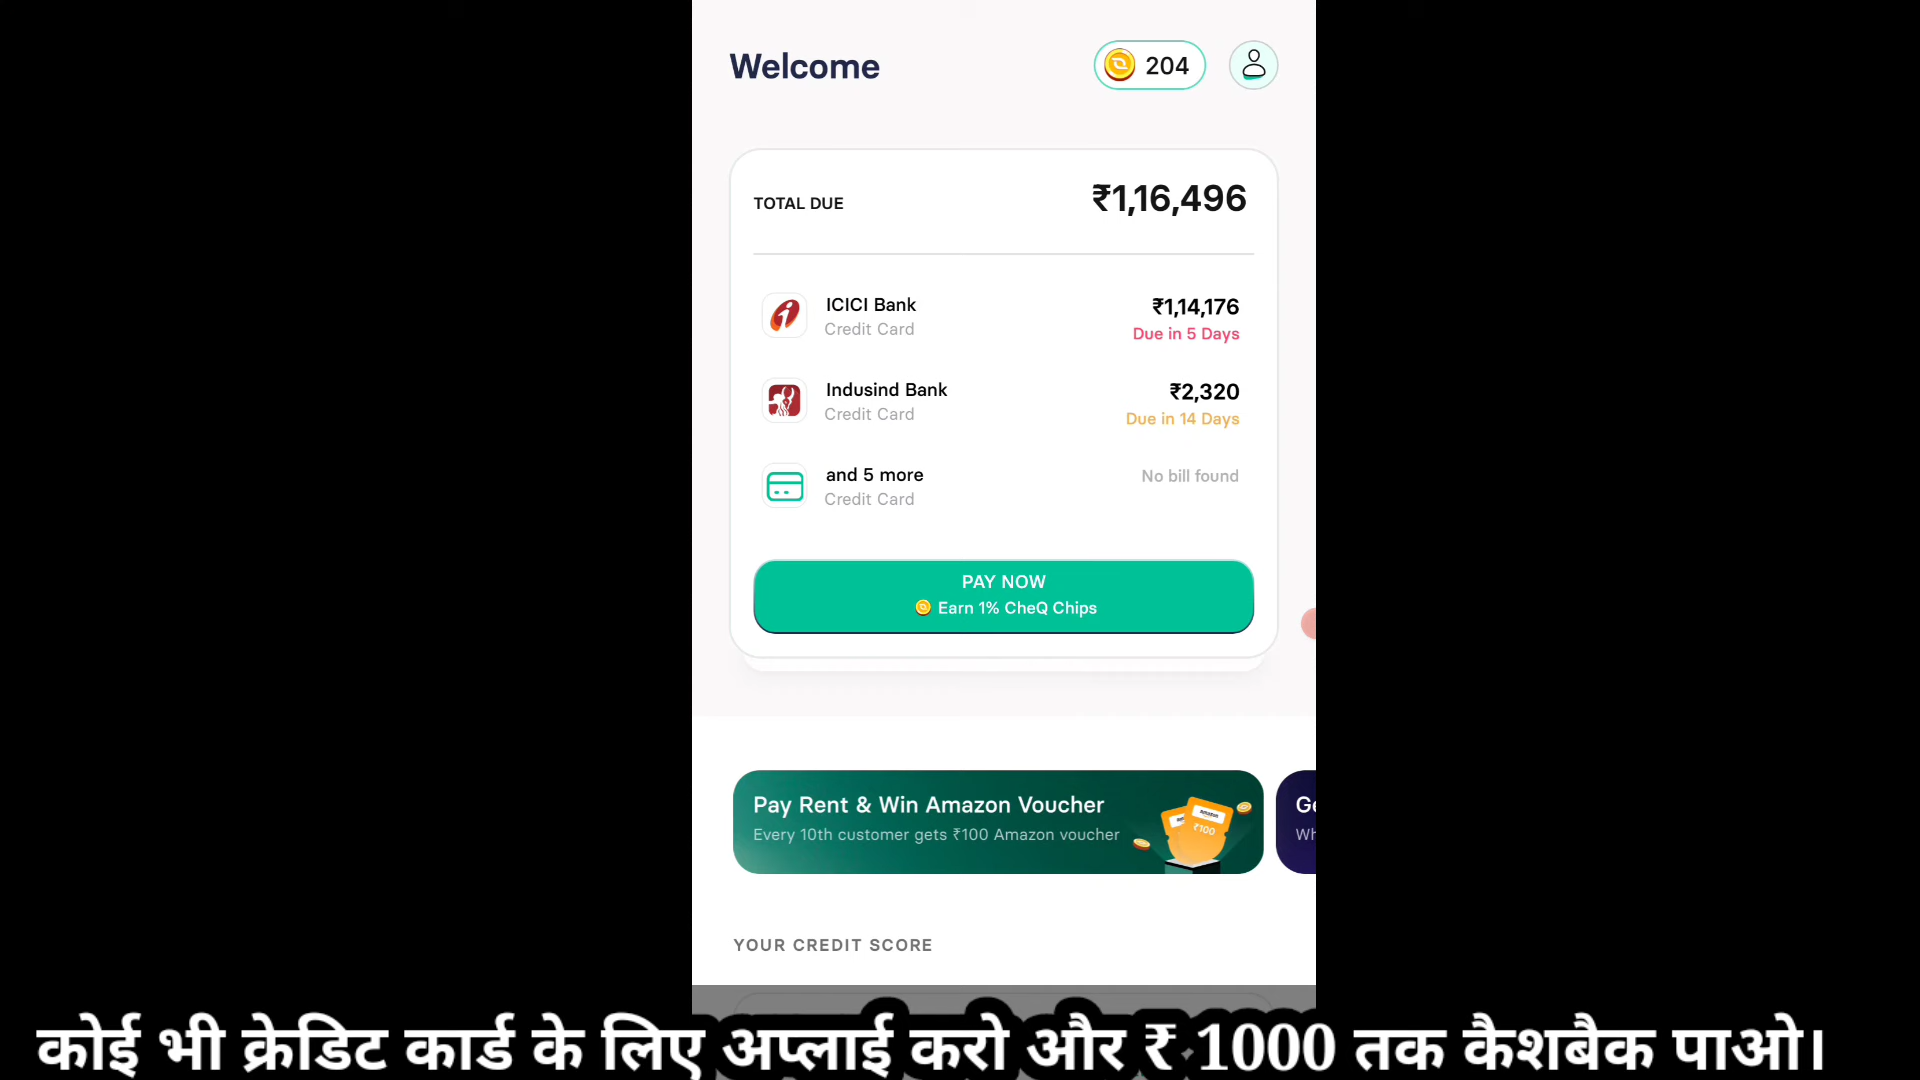 Welcome
204
TOTAL DUE
₹1,16,496
ICICI Bank
₹1,14,176
Credit Card
Due in 5 Days
Indusind Bank
₹2,320
Credit Card
Due in 14 Days
and 5 more
No bill found
Credit Card
PAY NOW
Earn 1% CheQ Chips
Pay Rent & Win Amazon Voucher
Every 10th customer gets ₹100 Amazon voucher
₹100
YOUR CREDIT SCORE
कोई भी क्रेडिट कार्ड के लिए अप्लाई करो और ₹ 1000 तक कैशबैक पाओ।